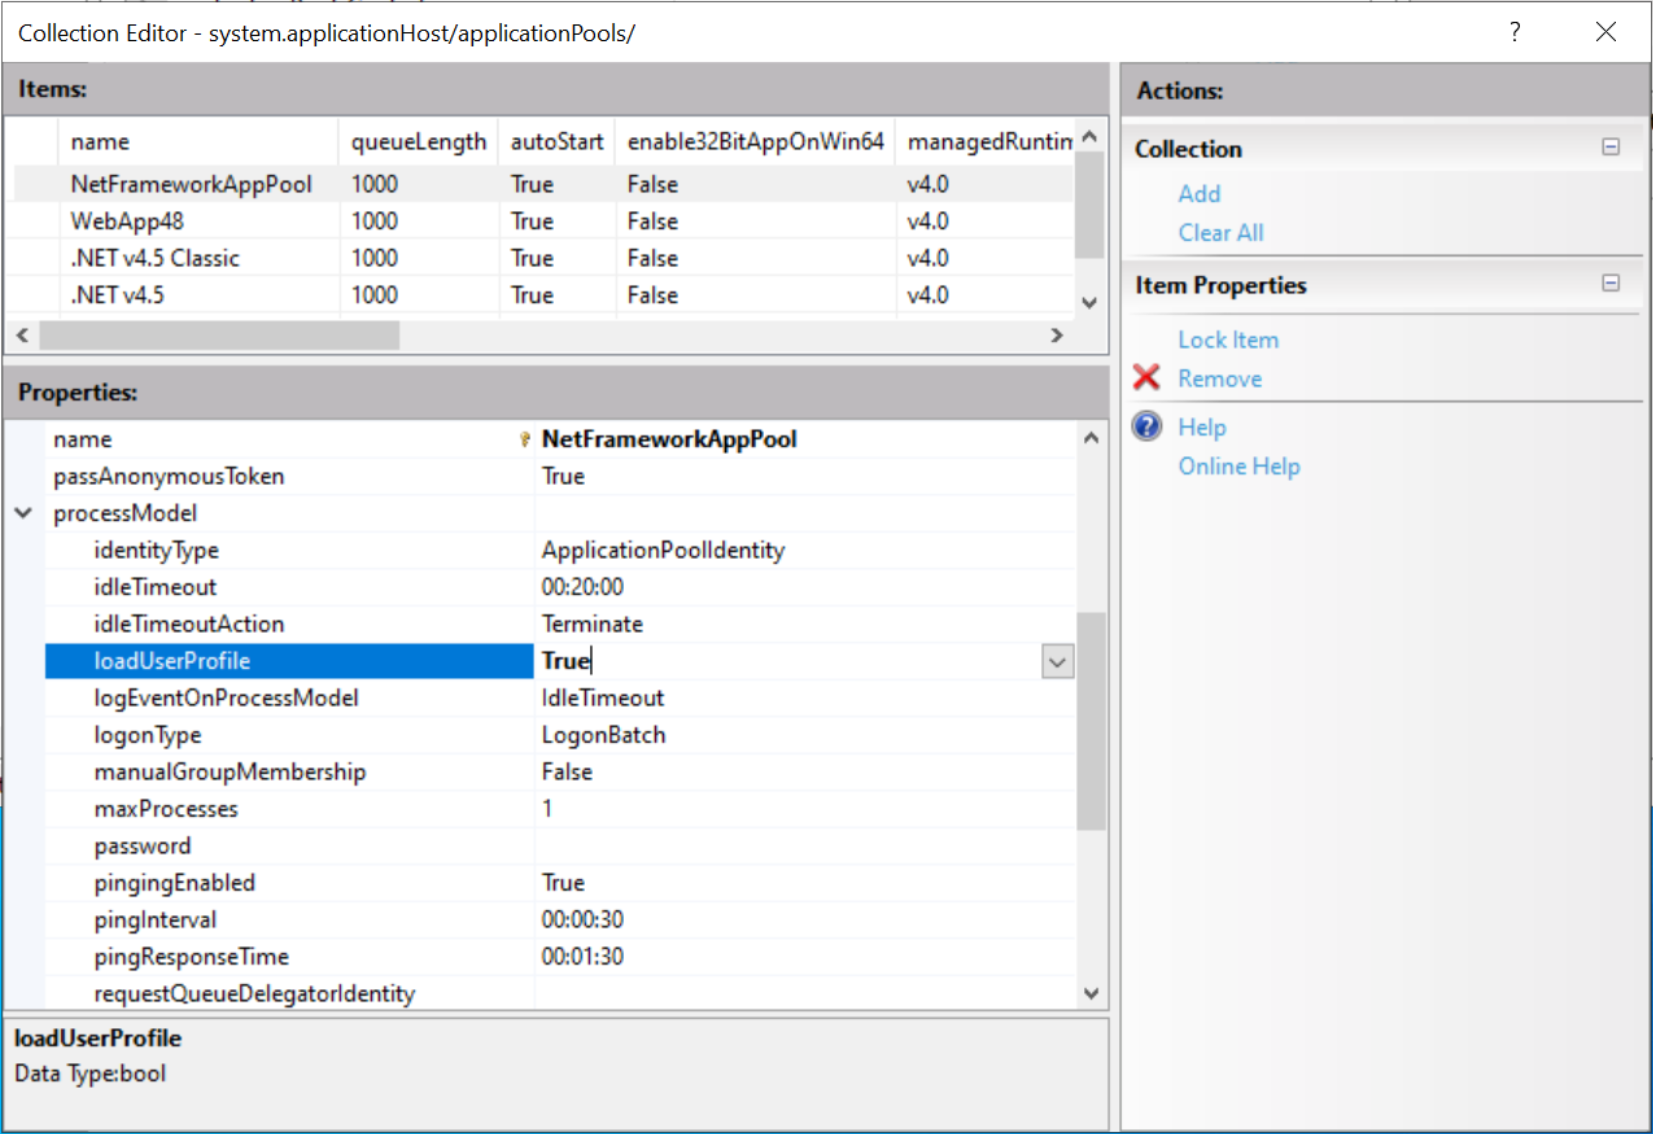 Collection Editor - system.applicationHost/applicationPools/
?
Items:
name queueLength autoStart enable32BitAppOnWin64 managedRuntim
NetFrameworkAppPool 1000 True False v4.0
WebApp48 1000 True False v4.0
.NET v4.5 Classic 1000 True False v4.0
.NET v4.5 1000 True False v4.0
Properties:
name NetFrameworkAppPool
passAnonymousToken True
processModel
identityType ApplicationPoolIdentity
idleTimeout 00:20:00
idleTimeoutAction Terminate
loadUserProfile True
logEventOnProcessModel IdleTimeout
logonType LogonBatch
manualGroupMembership False
maxProcesses 1
password
pingingEnabled True
pingInterval 00:00:30
pingResponseTime 00:01:30
requestQueueDelegatorIdentity
loadUserProfile
Data Type:bool
Actions:
Collection
Add
Clear All
Item Properties
Lock Item
Remove
Help
Online Help